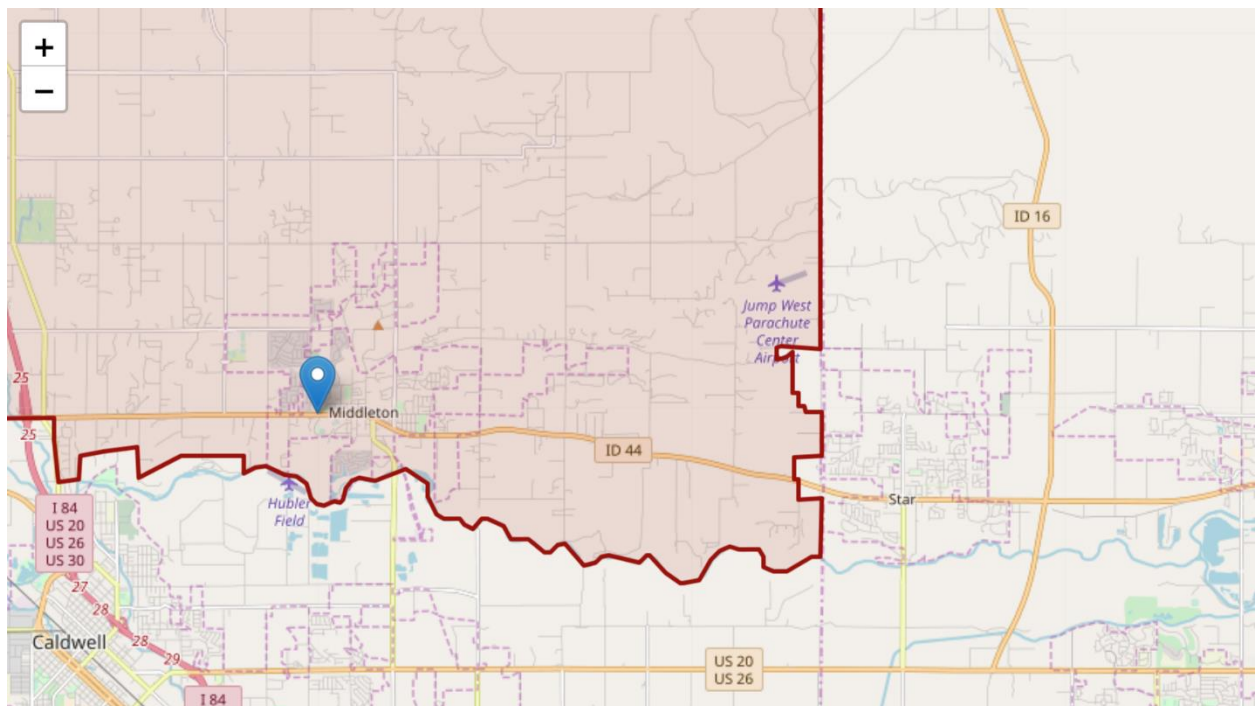 +
−
ID 16
Jump West
Parachute
Center
Airport
25
Middleton
25
ID 44
Star
Hubler
Field
I 84
US 20
US 26
US 30
27
28
Caldwell
28
29
US 20
US 26
I 84